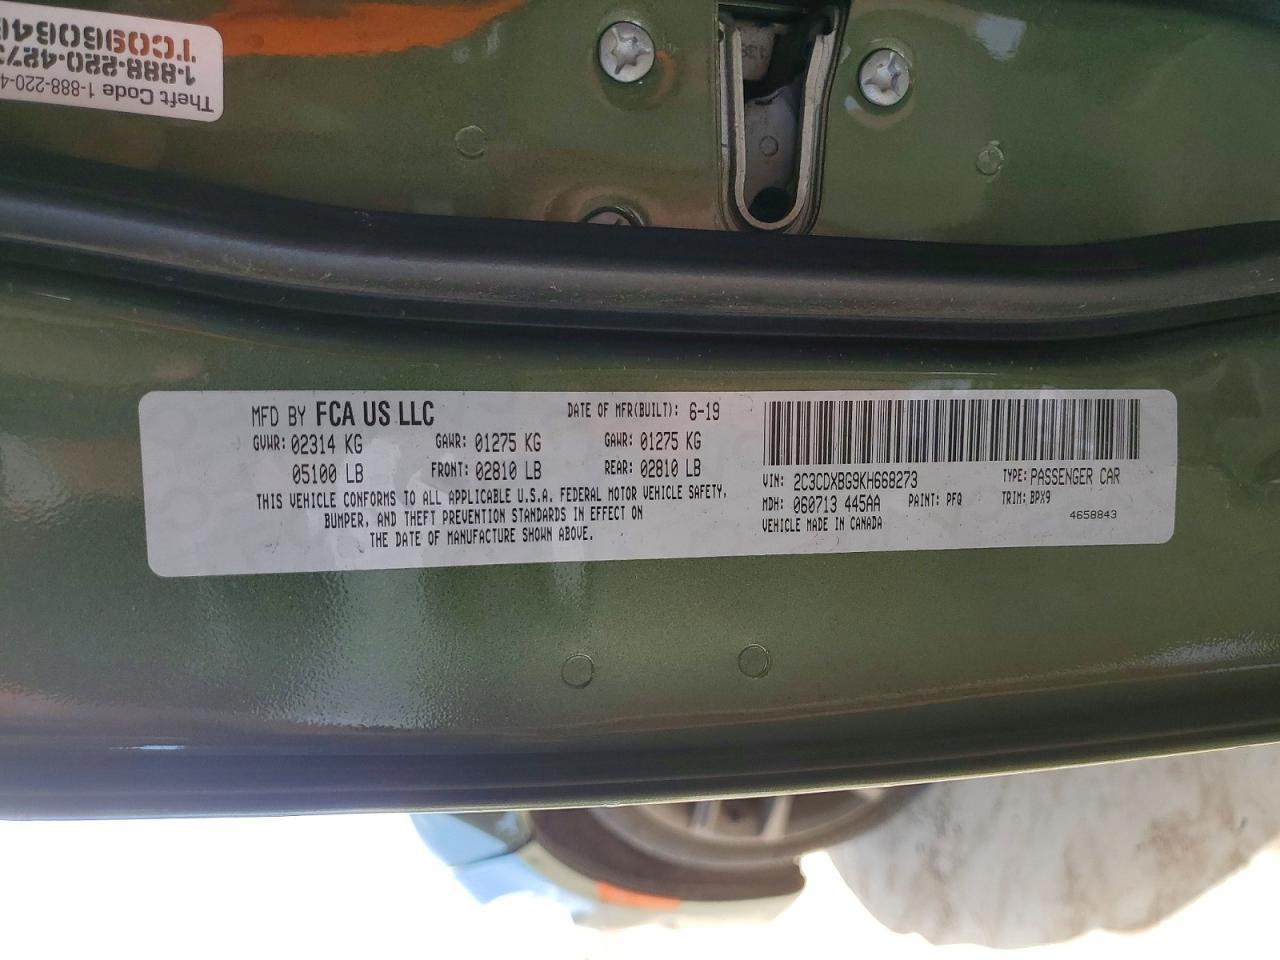 Theft Code 1-888-220-4
1-888-220-427
TC0960B4
MFD BY FCA US LLC
DATE OF MFR(BUILT): 6-19
GVWR: 02314 KG GAWR: 01275 KG GAWR: 01275 KG
05100 LB FRONT: 02810 LB REAR: 02810 LB
THIS VEHICLE CONFORMS TO ALL APPLICABLE U.S.A. FEDERAL MOTOR VEHICLE SAFETY,
BUMPER, AND THEFT PREVENTION STANDARDS IN EFFECT ON
THE DATE OF MANUFACTURE SHOWN ABOVE.
VIN: 2C3CDXBG9KH668273 TYPE: PASSENGER CAR
MDH: 060713 445AA PAINT: PFQ TRIM: BPX9
VEHICLE MADE IN CANADA 4658843